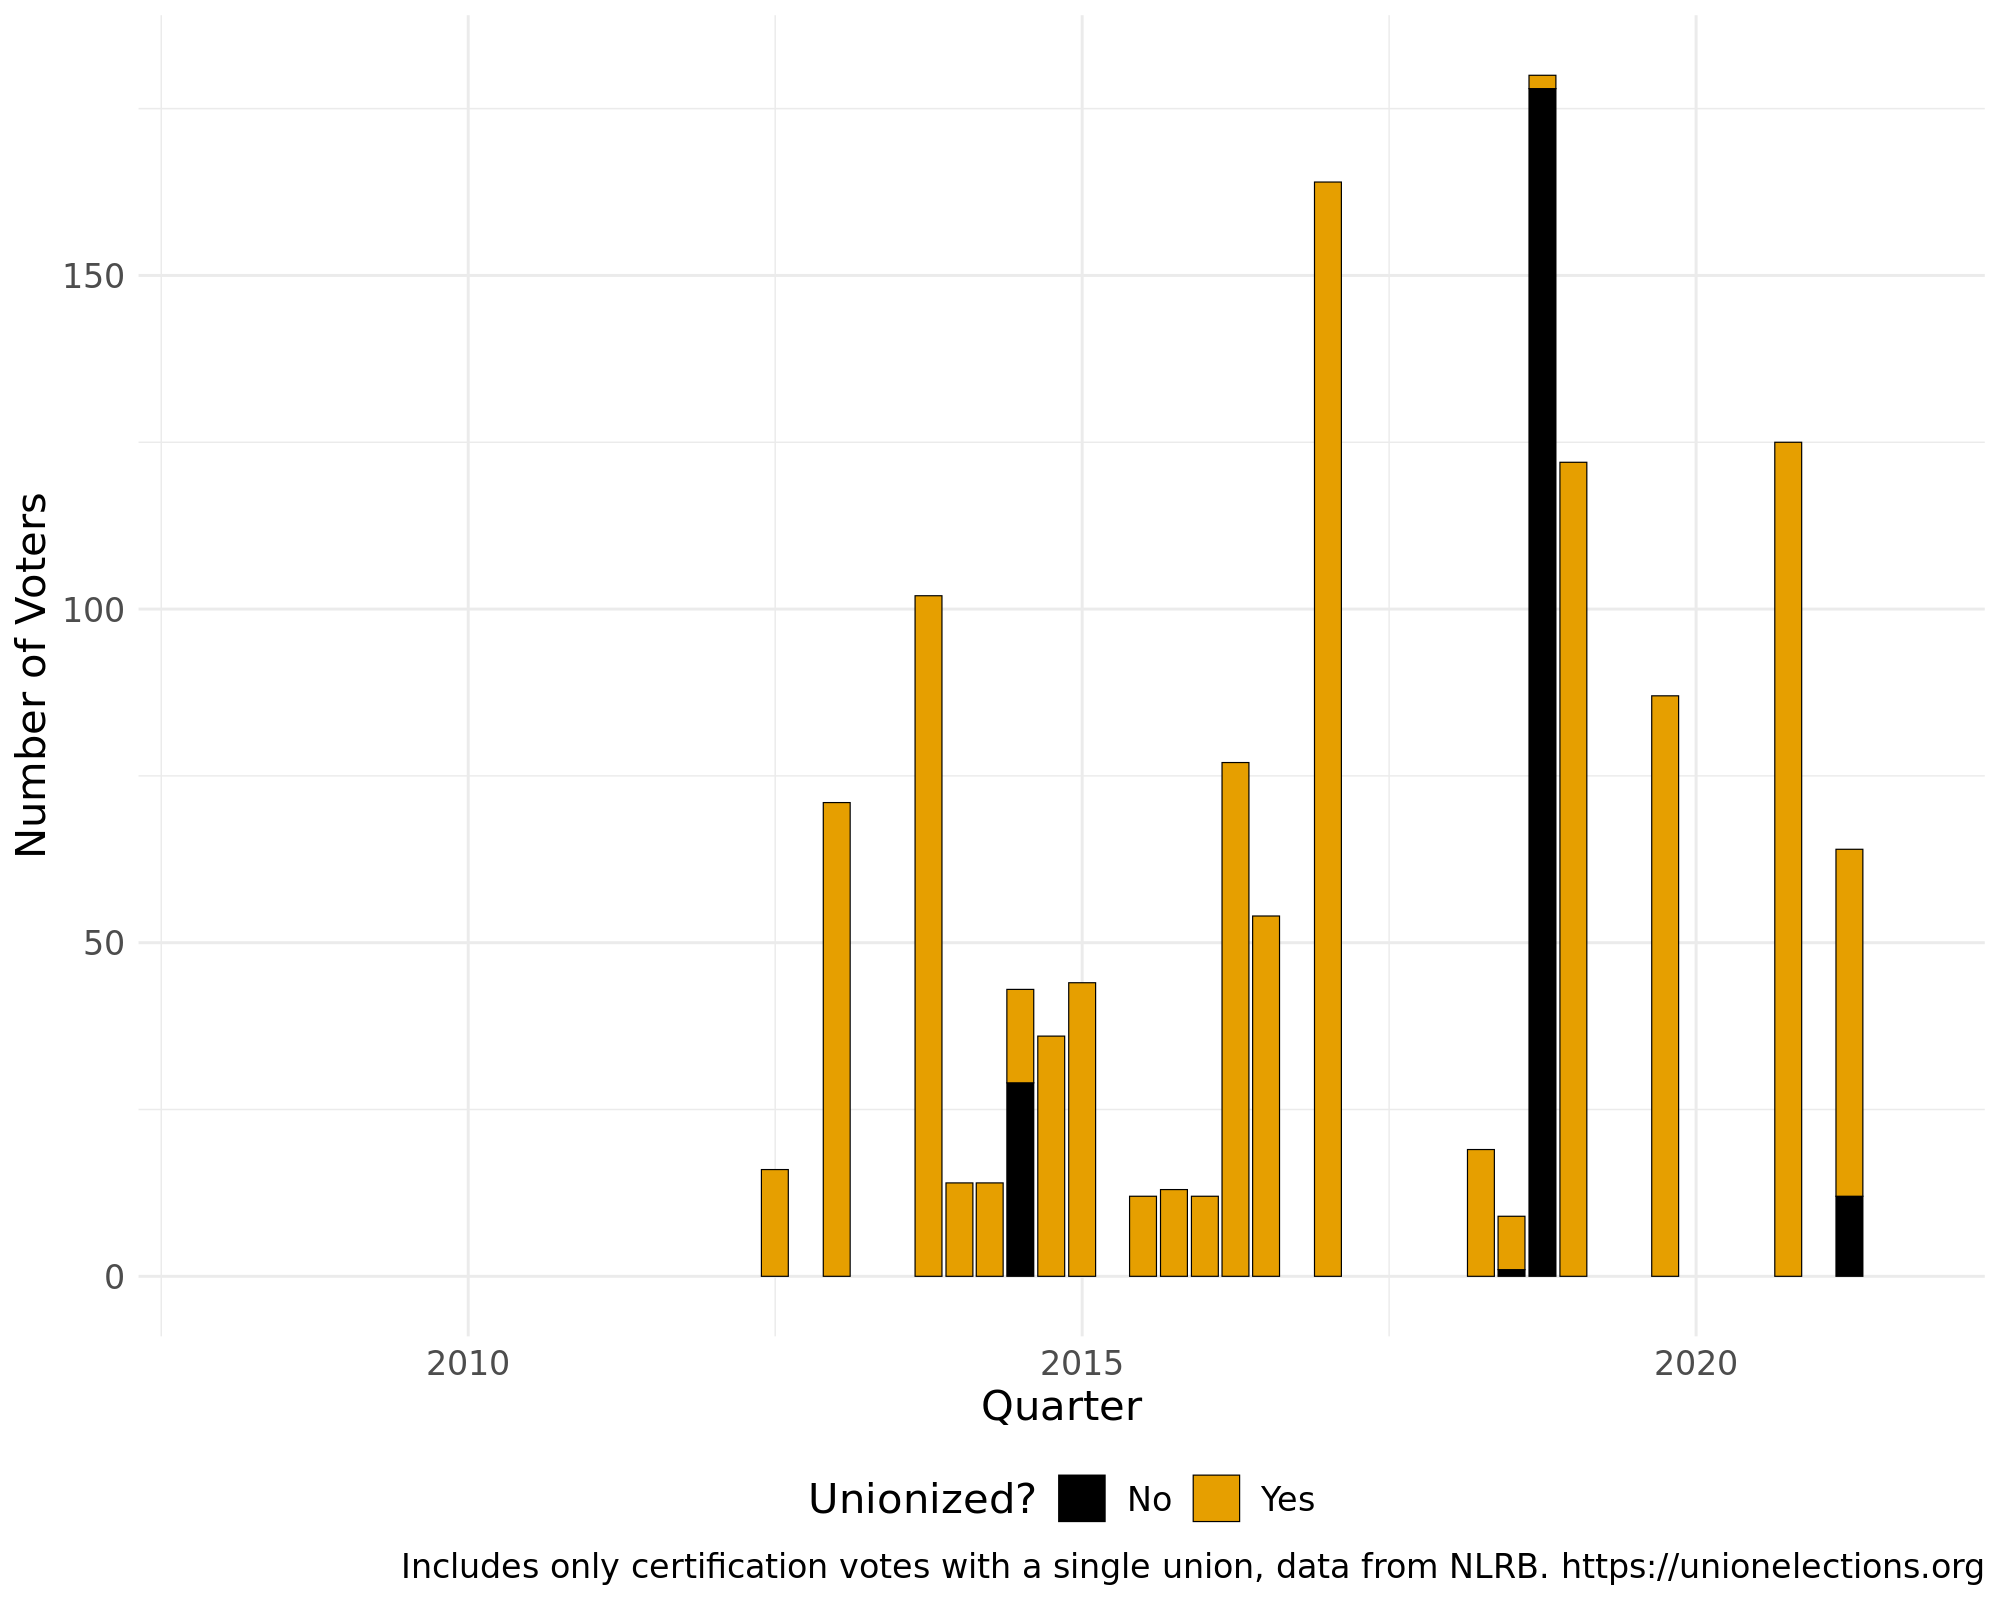 Number of Voters
150
100
50
0
2010 2015 2020
Quarter
Unionized? No Yes
Includes only certification votes with a single union, data from NLRB. https://unionelections.org